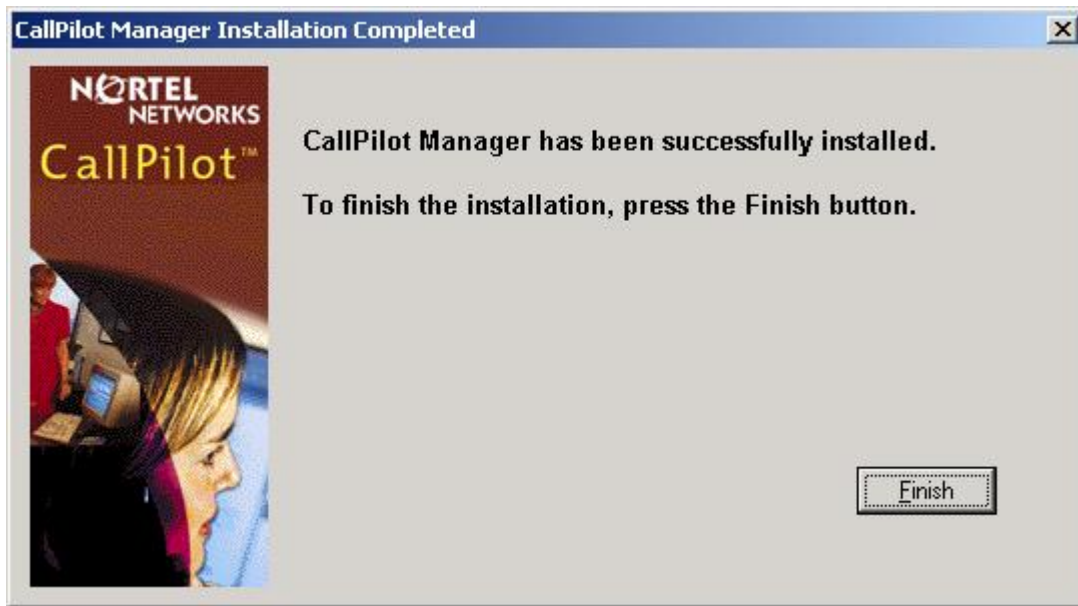 CallPilot Manager Installation Completed
NORTEL
NETWORKS
CallPilot™
CallPilot Manager has been successfully installed.
To finish the installation, press the Finish button.
Finish